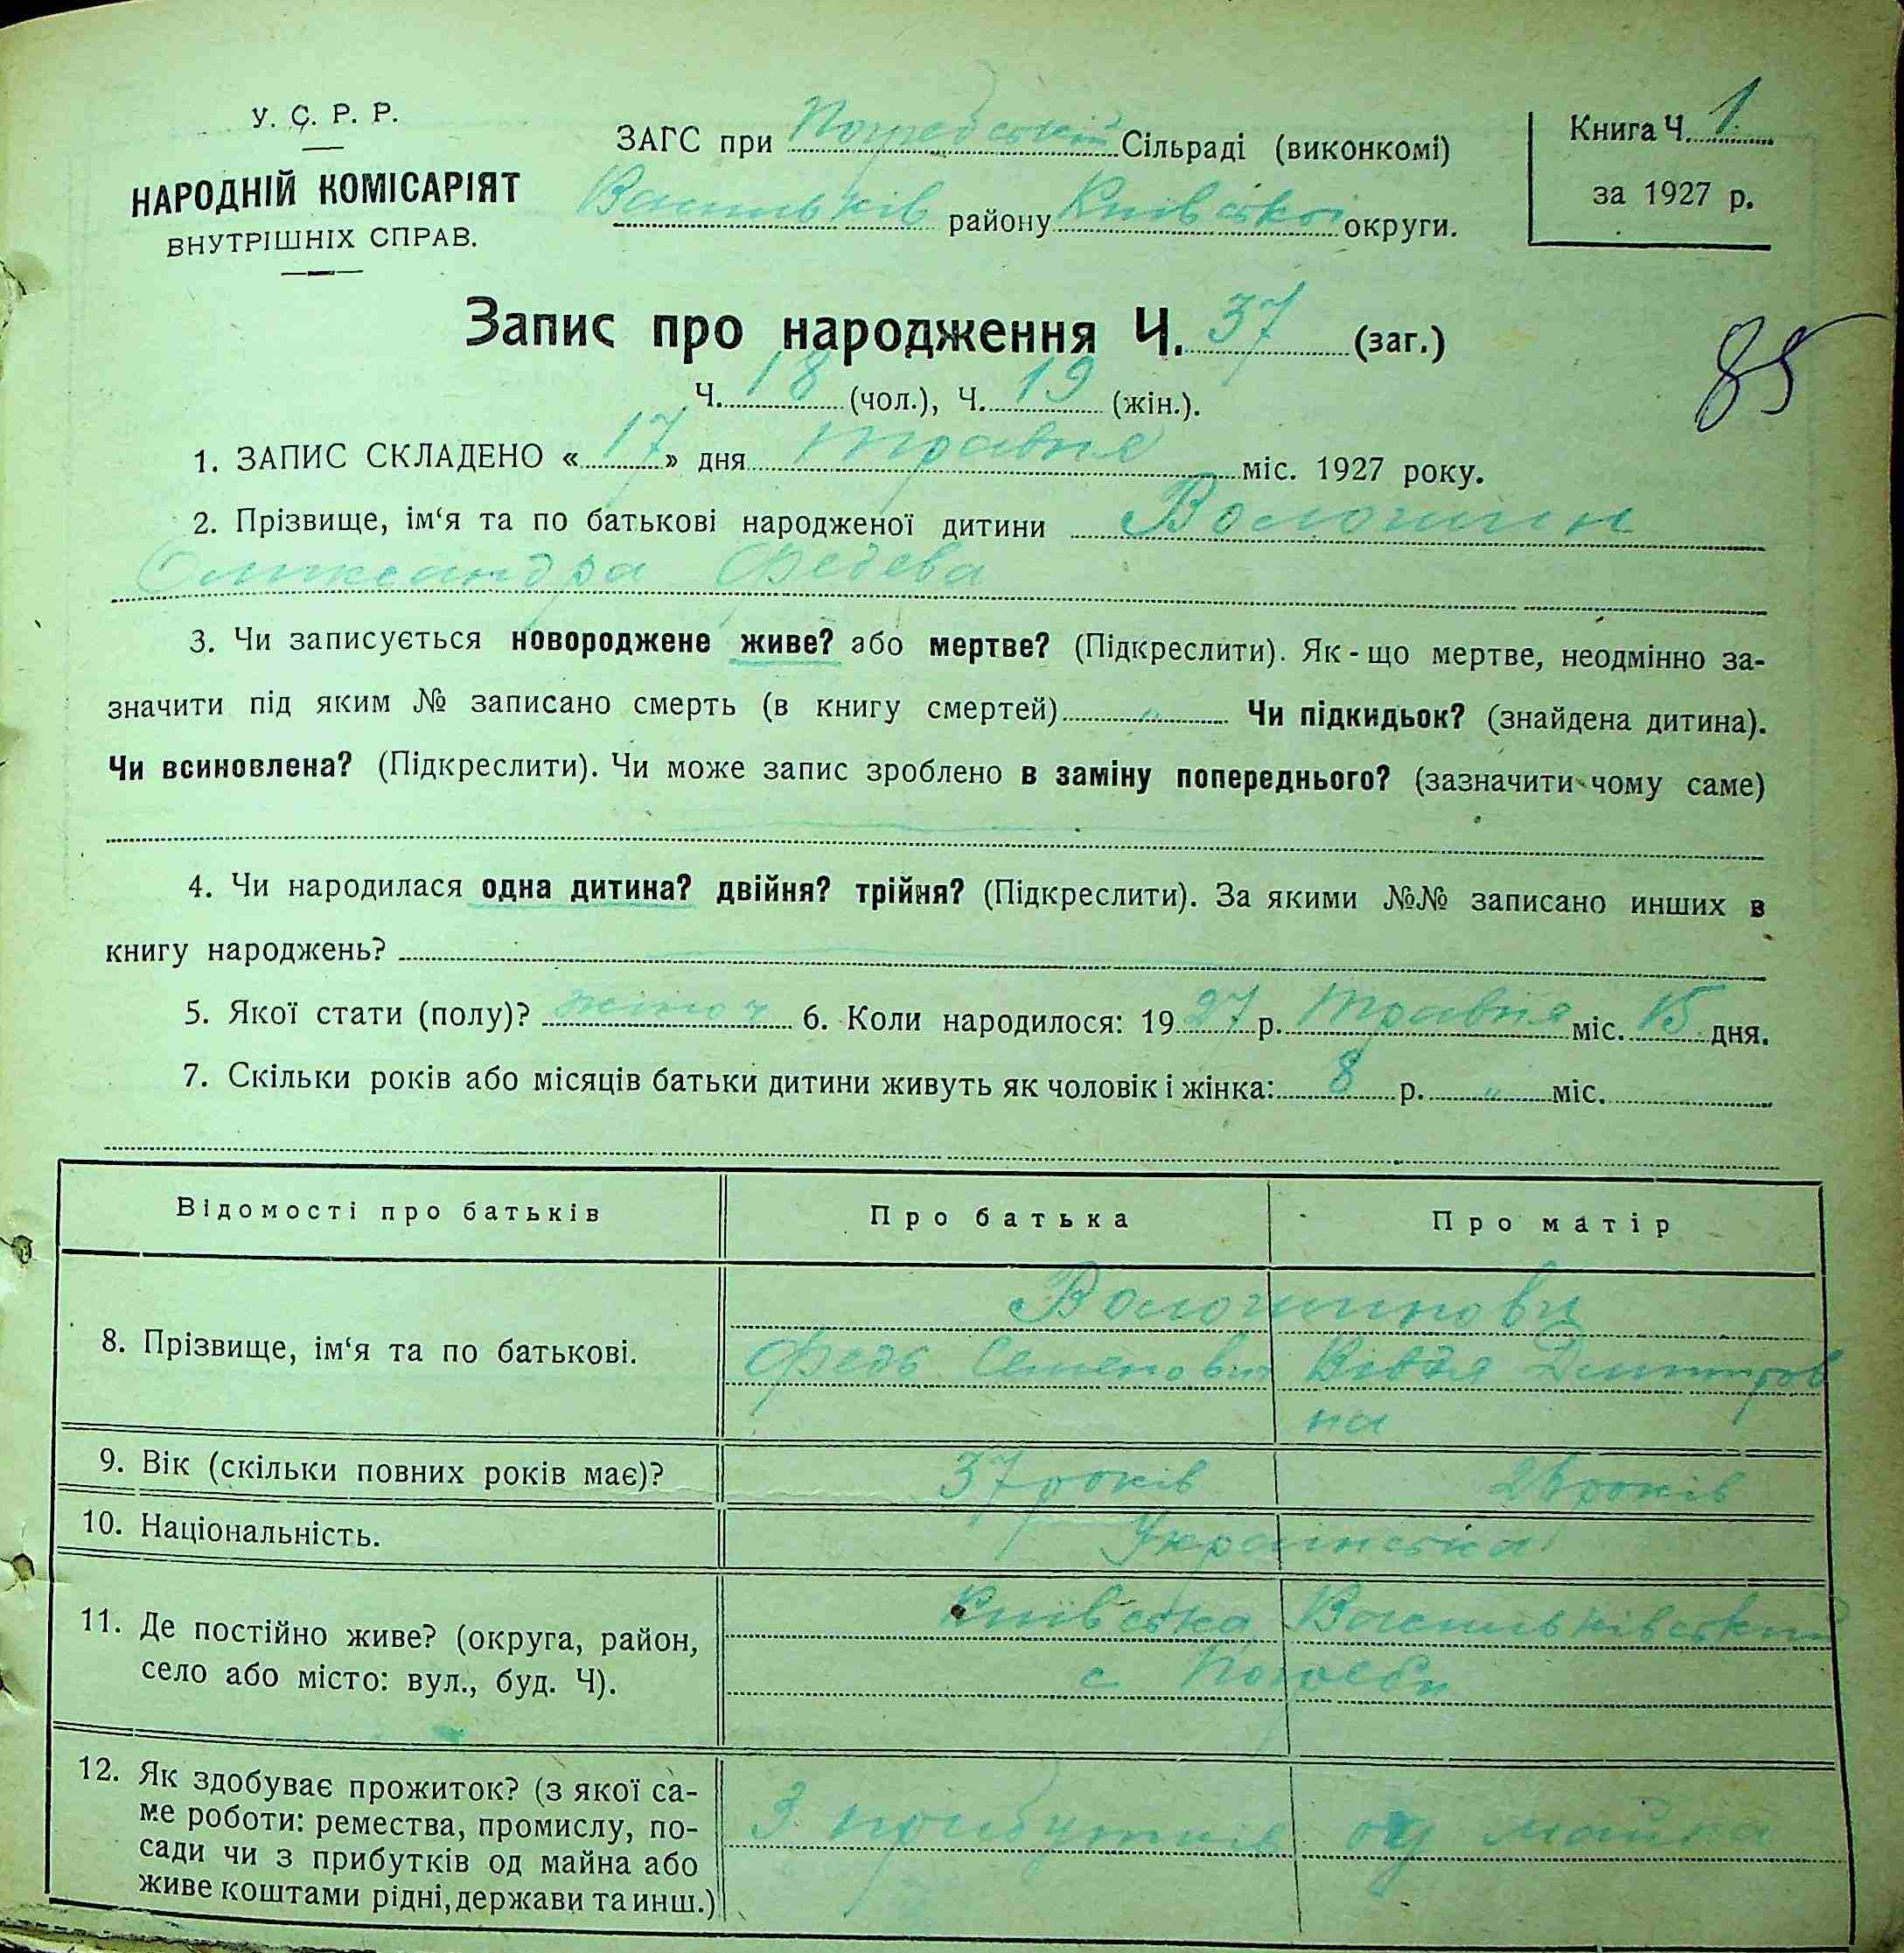 У. С. Р. Р.
НАРОДНІЙ КОМІСАРІЯТ
ВНУТРІШНІХ СПРАВ.
ЗАГС при Погребській Сільраді (виконкомі)
Васильків району Київської округи.
Книга Ч. 1
за 1927 р.
Запис про народження Ч. 37 (заг.)
85
Ч. 18 (чол.), Ч. 19 (жін.).
1. ЗАПИС СКЛАДЕНО « 17 » дня Травня міс. 1927 року.
2. Прізвище, ім‘я та по батькові народженої дитини Волошин
Олександра Федева
3. Чи записується новороджене живе? або мертве? (Підкреслити). Як - що мертве, неодмінно за-
значити під яким № записано смерть (в книгу смертей) „ Чи підкидьок? (знайдена дитина).
Чи всиновлена? (Підкреслити). Чи може запис зроблено в заміну попереднього? (зазначити чому саме)
4. Чи народилася одна дитина? двійня? трійня? (Підкреслити). За якими №№ записано инших в
книгу народжень?
5. Якої стати (полу)? 6. Коли народилося: 19 27 р. Травня міс. 15 дня.
7. Скільки років або місяців батьки дитини живуть як чоловік і жінка: 8 р. „ міс.
Відомості про батьків Про батька Про матір
8. Прізвище, ім‘я та по батькові.
Волошинови
Федь Семенович Вівдя Дмитров
на
9. Вік (скільки повних років має)? 37 років років
10. Національність. Українська
11. Де постійно живе? (округа, район,
село або місто: вул., буд. Ч).
Київська Васильківський
с Погреби
12. Як здобуває прожиток? (з якої са-
ме роботи: ремества, промислу, по-
сади чи з прибутків од майна або
живе коштами рідні, держави та инш.)
З прибутків од майна